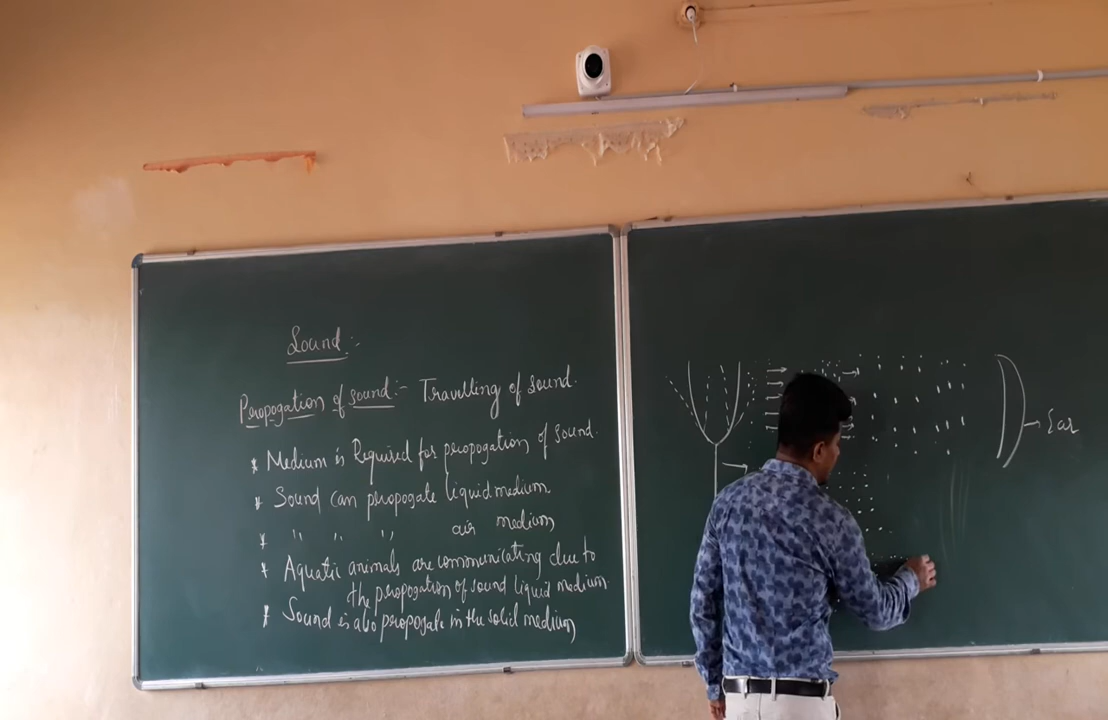 Sound :-
Propogation of sound :- Travelling of sound.
* Medium is Required for propogation of sound.
* Sound can propogate liquid medium
* " " " air medium
* Aquatic animals are communicating due to
the propogation of sound liquid medium.
* Sound is also propogate in the solid medium
Ear